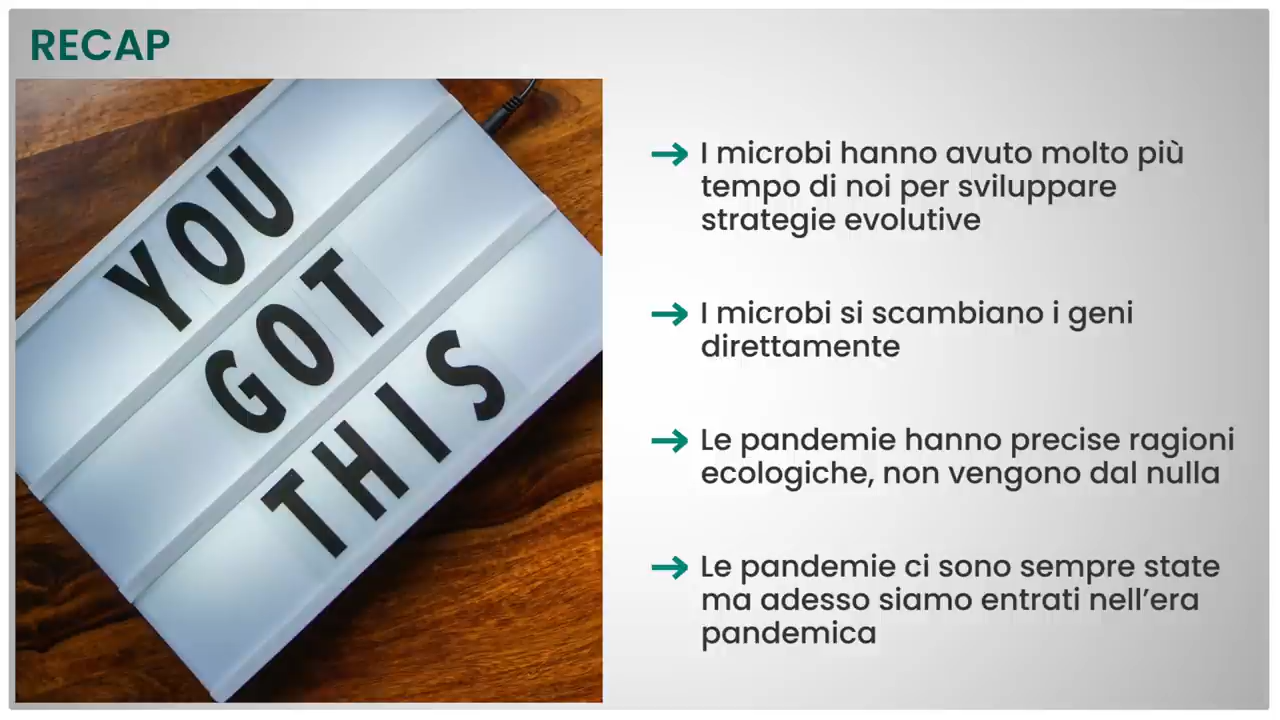 RECAP
YOU
GOT
THIS
→ I microbi hanno avuto molto più
tempo di noi per sviluppare
strategie evolutive
→ I microbi si scambiano i geni
direttamente
→ Le pandemie hanno precise ragioni
ecologiche, non vengono dal nulla
→ Le pandemie ci sono sempre state
ma adesso siamo entrati nell’era
pandemica